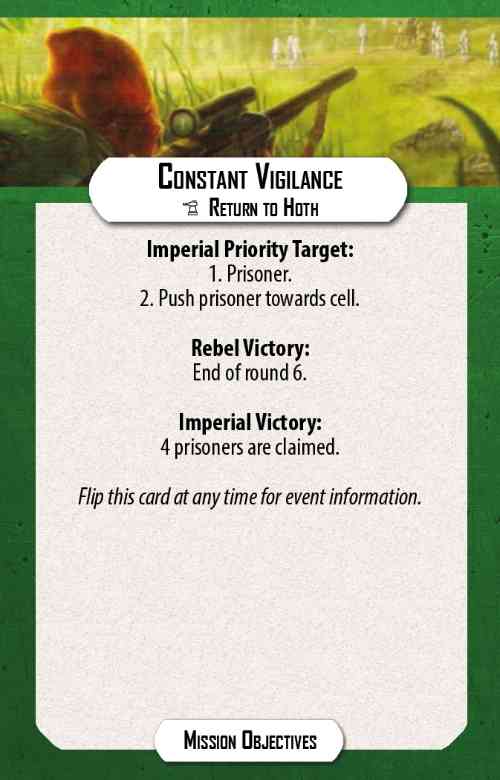 Constant Vigilance
Return to Hoth
Imperial Priority Target:
1. Prisoner.
2. Push prisoner towards cell.
Rebel Victory:
End of round 6.
Imperial Victory:
4 prisoners are claimed.
Flip this card at any time for event information.
Mission Objectives